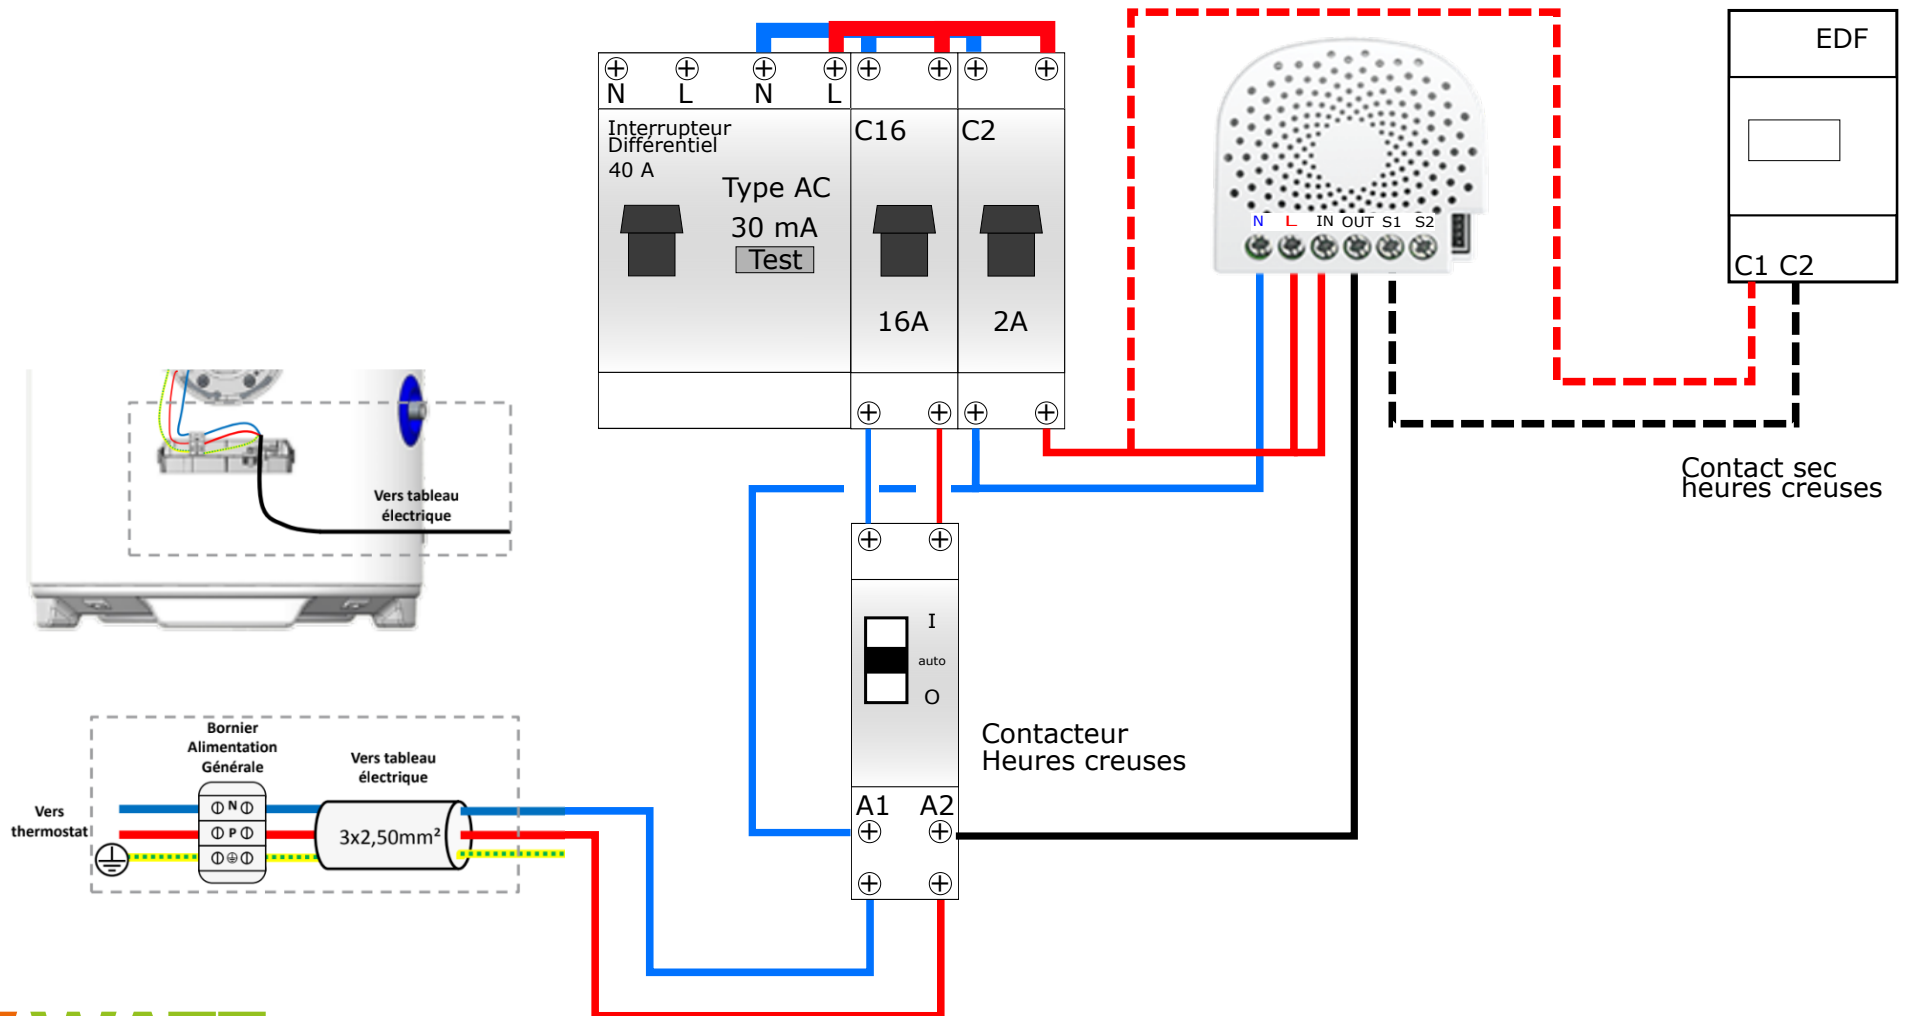 EDF
N L N L
Interrupteur
Différentiel
40 A
Type AC
30 mA
Test
C16
16A
C2
2A
N L IN OUT S1 S2
C1 C2
Contact sec
heures creuses
Vers tableau
électrique
I
auto
O
Contacteur
Heures creuses
A1 A2
Bornier
Alimentation
Générale
Vers tableau
électrique
Vers
thermostat
N
P
3x2,50mm²